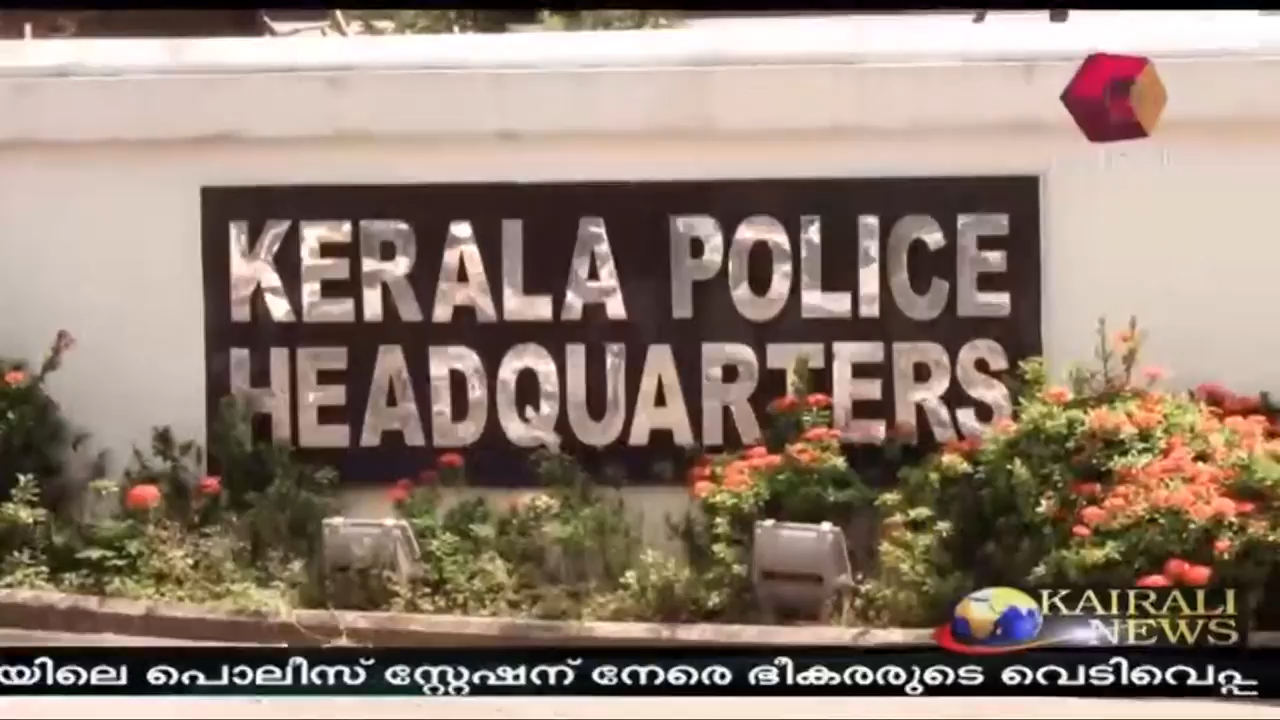 KERALA POLICE
HEADQUARTERS
KAIRALI
NEWS
യിലെ പൊലീസ് സ്റ്റേഷന് നേരെ ഭീകരരുടെ വെടിവെപ്പ